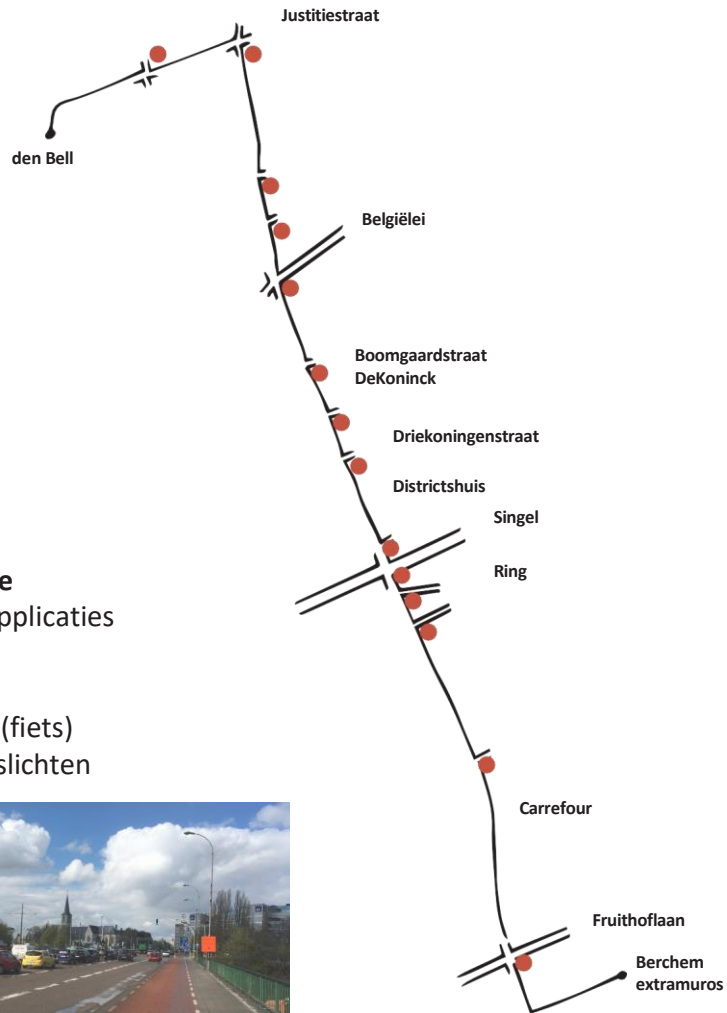 Justitiestraat
den Bell
Belgiëlei
Boomgaardstraat
DeKoninck
Driekoningenstraat
Districtshuis
Singel
Ring
e
pplicaties
(fiets)
slichten
Carrefour
Fruithoflaan
Berchem
extramuros